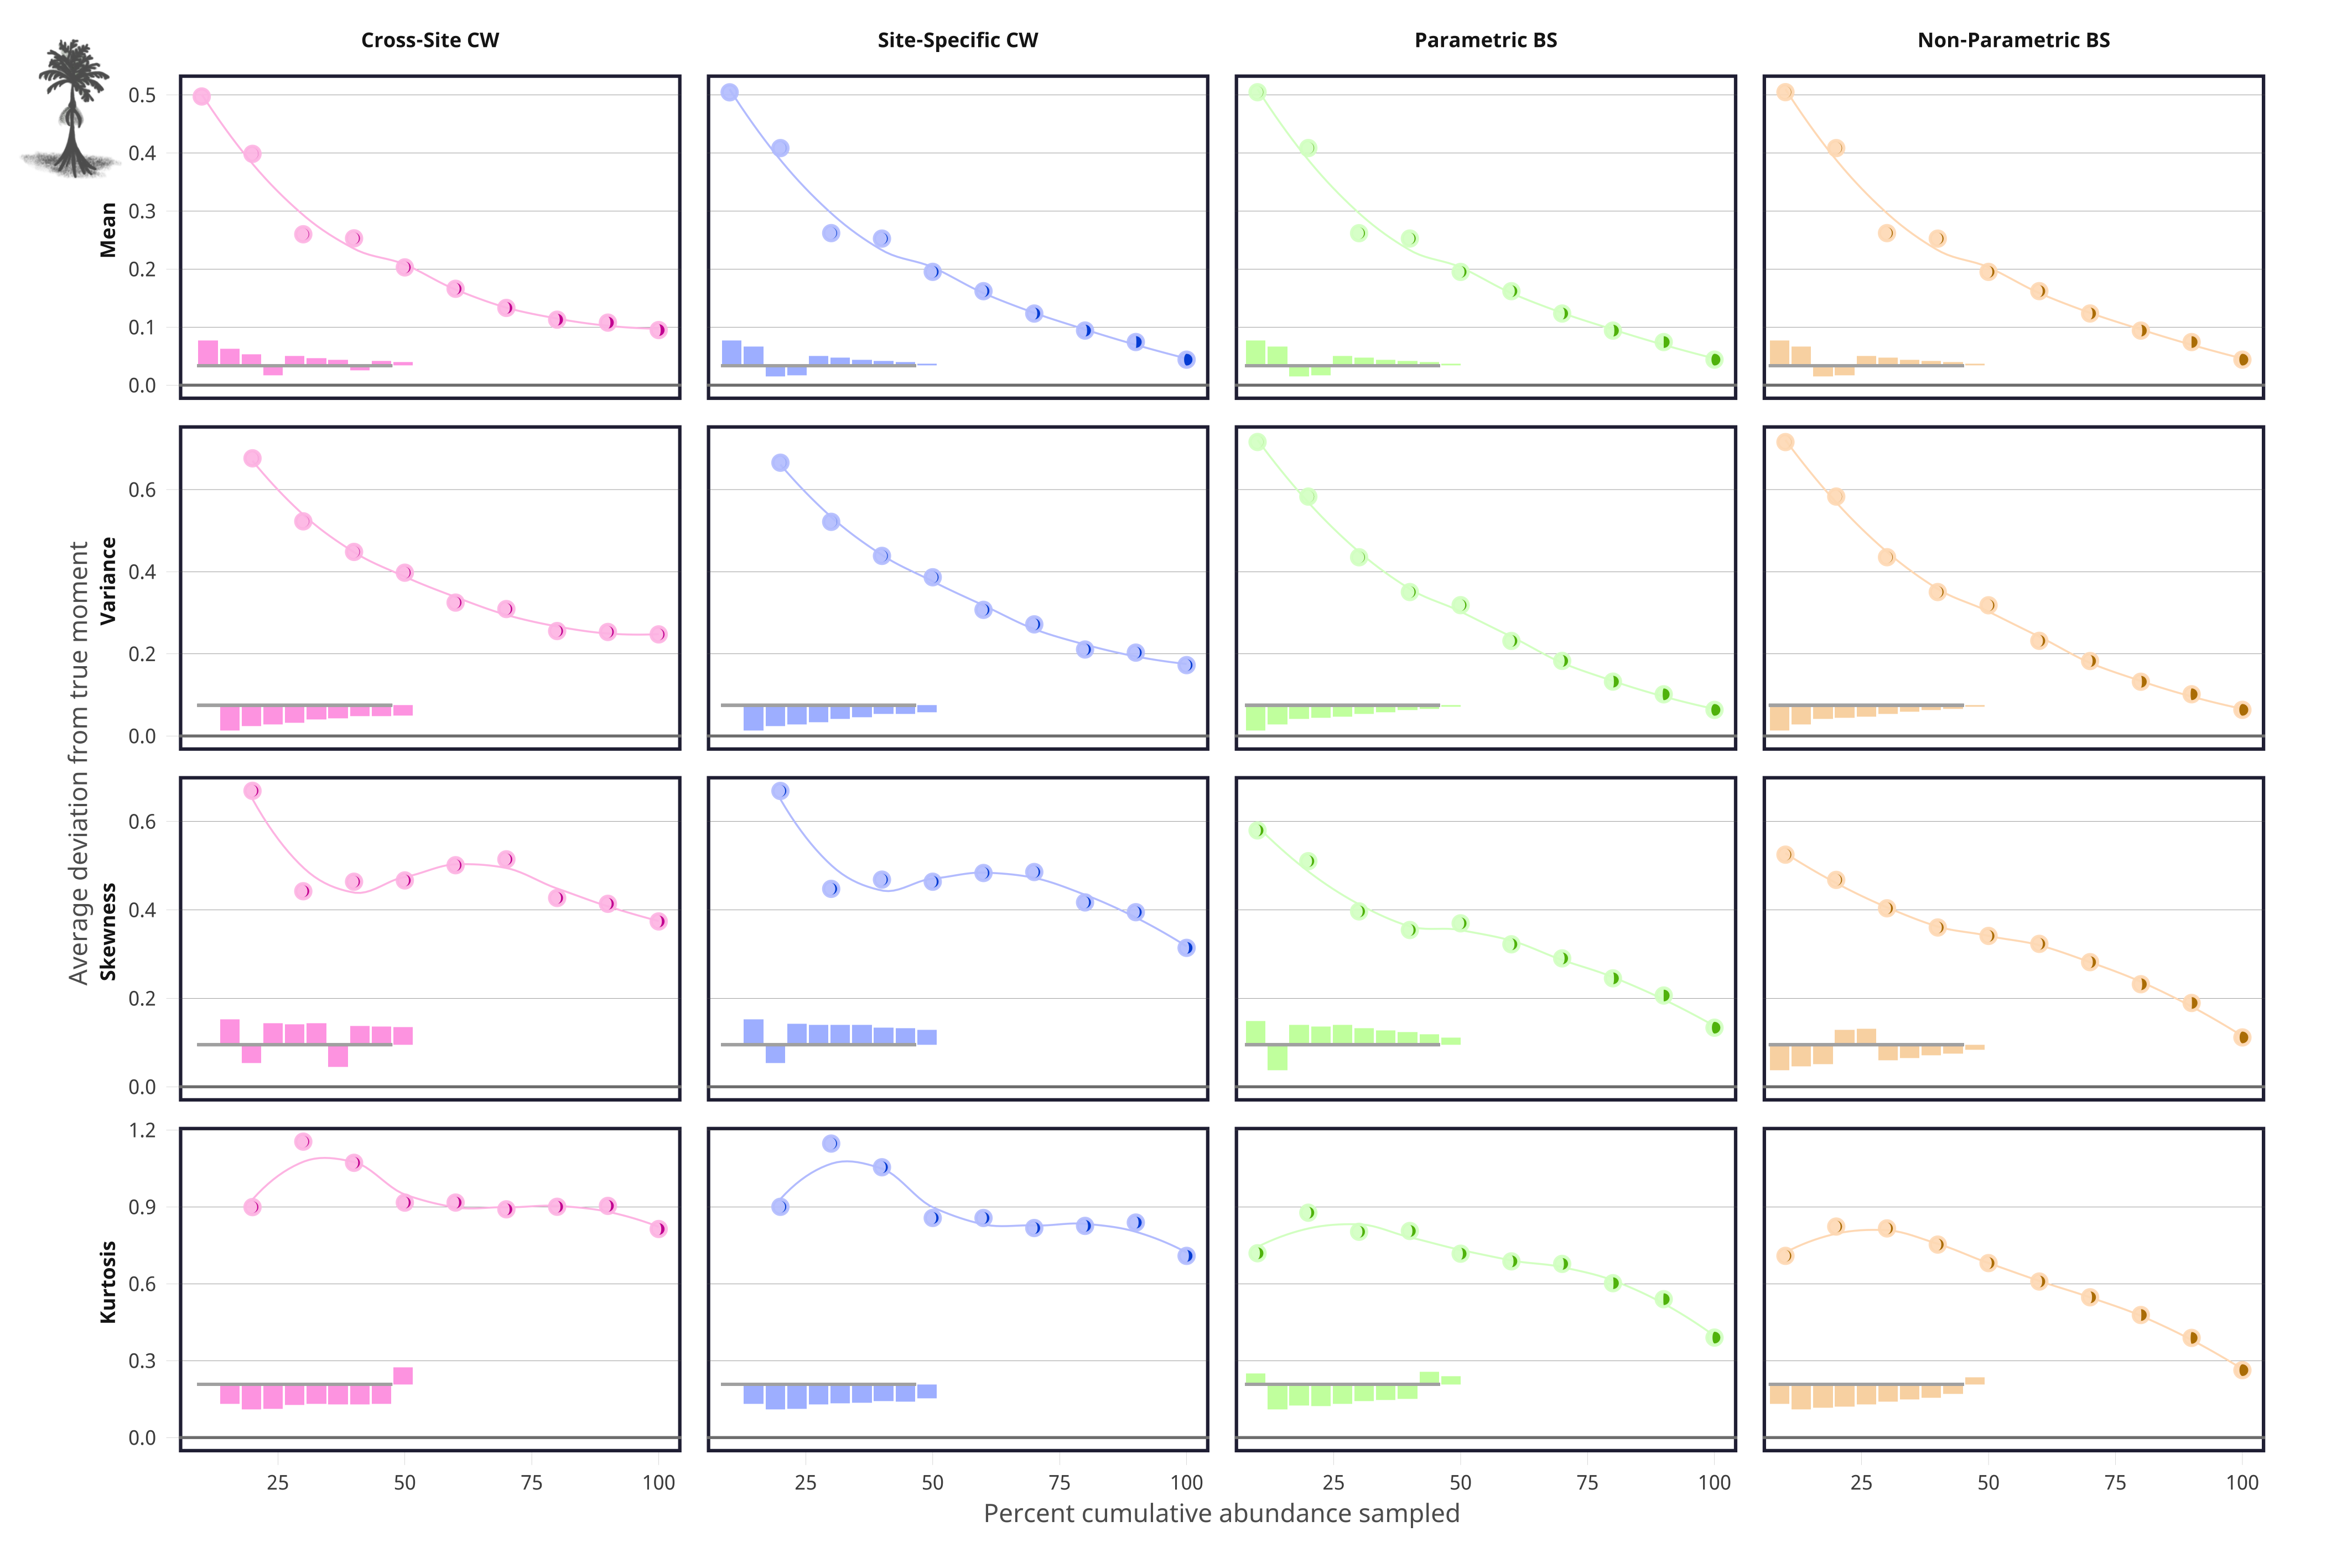 Cross-Site CW Site-Specific CW Parametric BS Non-Parametric BS
Average deviation from true moment
Mean
0.5
0.4
0.3
0.2
0.1
0.0
Variance
0.6
0.4
0.2
0.0
Skewness
0.6
0.4
0.2
0.0
Kurtosis
1.2
0.9
0.6
0.3
0.0
25 50 75 100 25 50 75 100 25 50 75 100 25 50 75 100
Percent cumulative abundance sampled